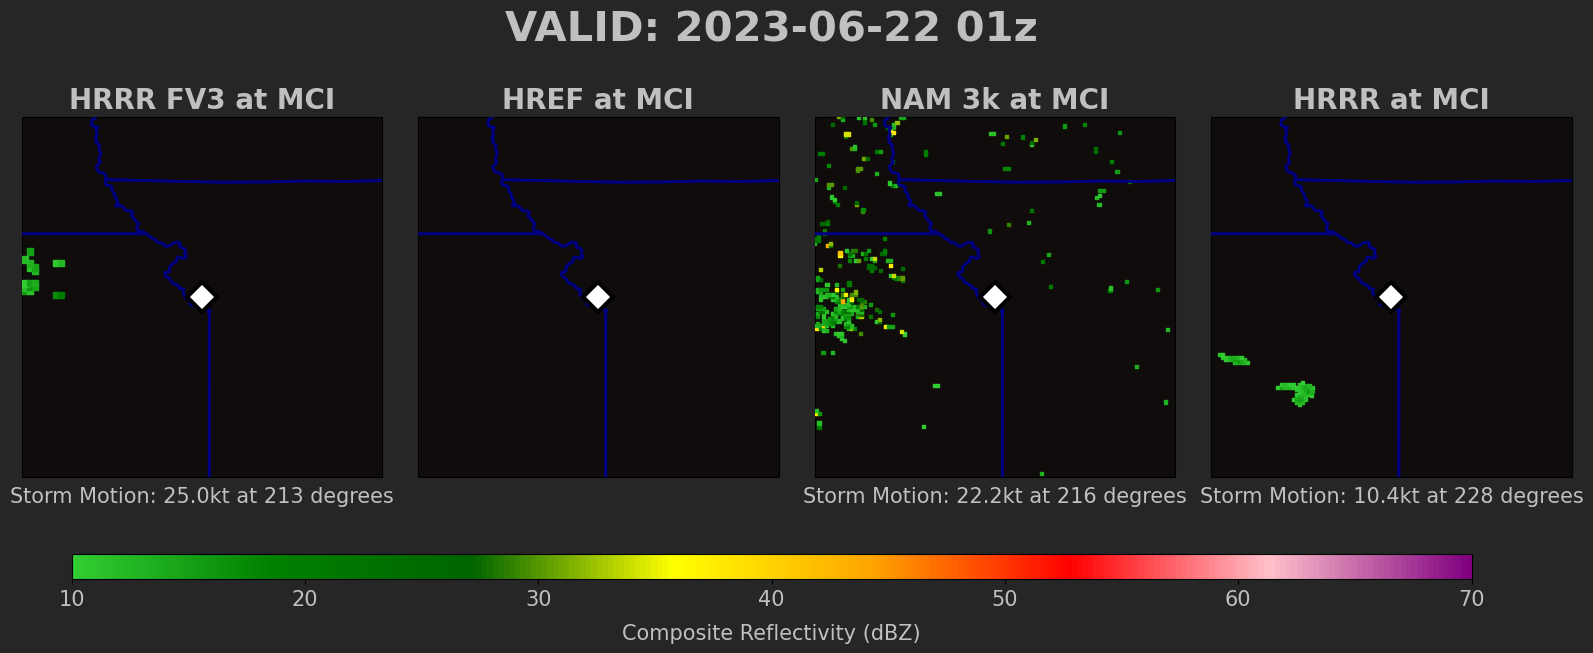 VALID: 2023-06-22 01z
HRRR FV3 at MCI
HREF at MCI
NAM 3k at MCI
HRRR at MCI
Storm Motion: 25.0kt at 213 degrees
Storm Motion: 22.2kt at 216 degrees
Storm Motion: 10.4kt at 228 degrees
10 20 30 40 50 60 70
Composite Reflectivity (dBZ)